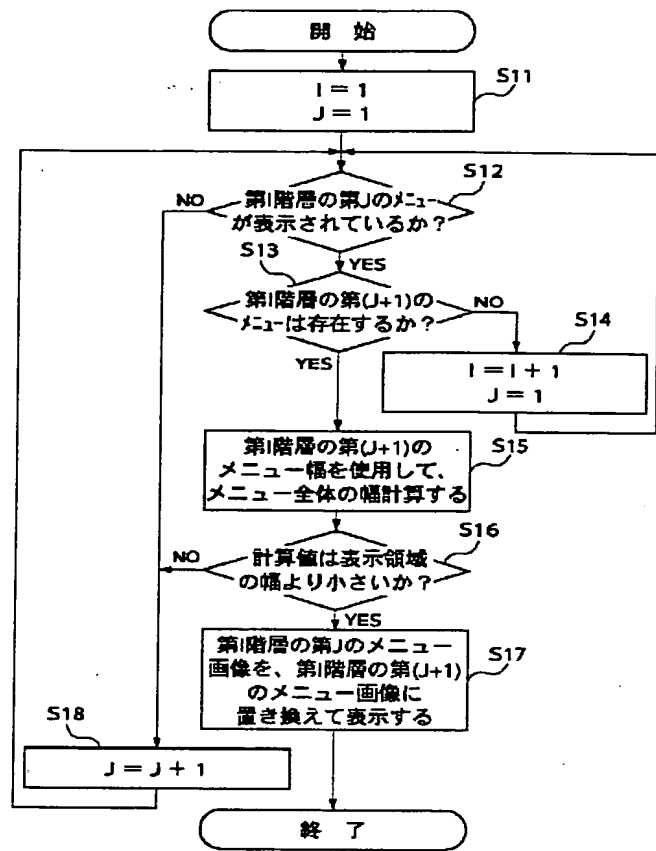 開 始
S11
I = 1
J = 1
S12
第I階層の第Jのメニュー
が表示されているか?
NO
YES
S13
第I階層の第(J+1)の
メニューは存在するか?
NO
YES
S14
I = I + 1
J = 1
S15
第I階層の第(J+1)の
メニュー幅を使用して、
メニュー全体の幅計算する
S16
計算値は表示領域
の幅より小さいか?
NO
YES
S17
第I階層の第Jのメニュー
画像を、第I階層の第(J+1)
のメニュー画像に
置き換えて表示する
S18
J = J + 1
終 了